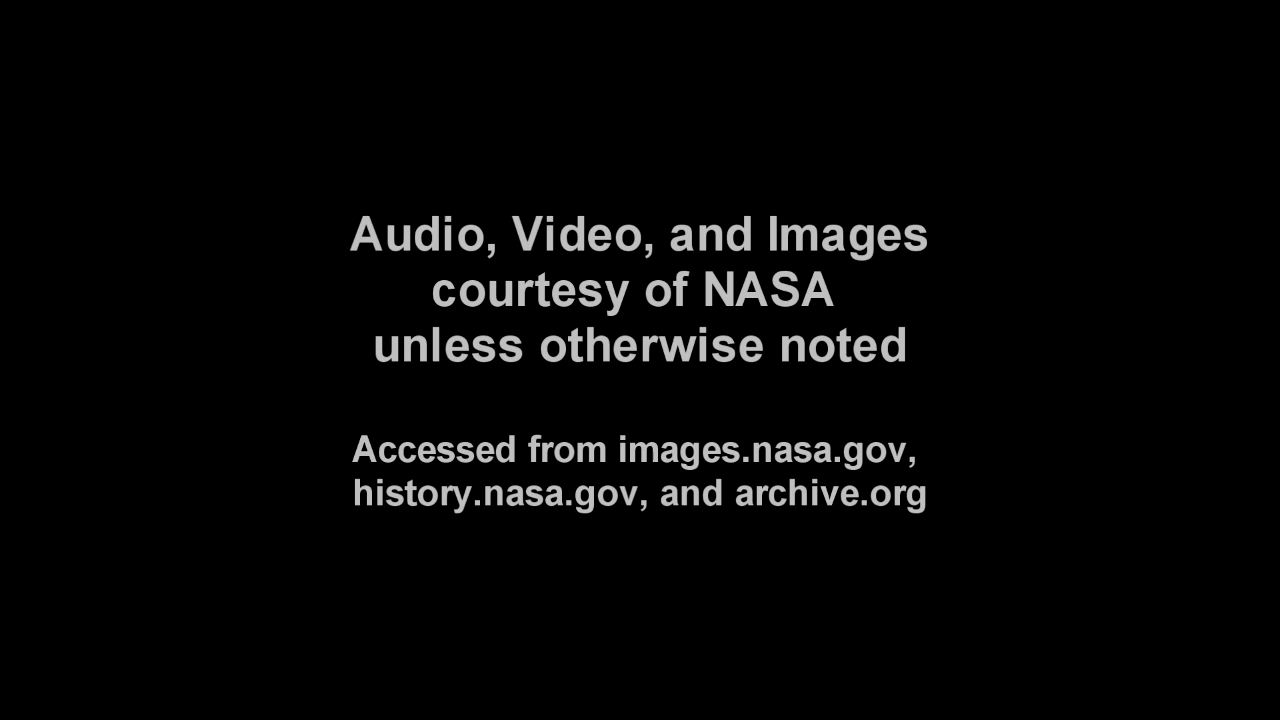 Audio, Video, and Images
courtesy of NASA
unless otherwise noted
Accessed from images.nasa.gov,
history.nasa.gov, and archive.org